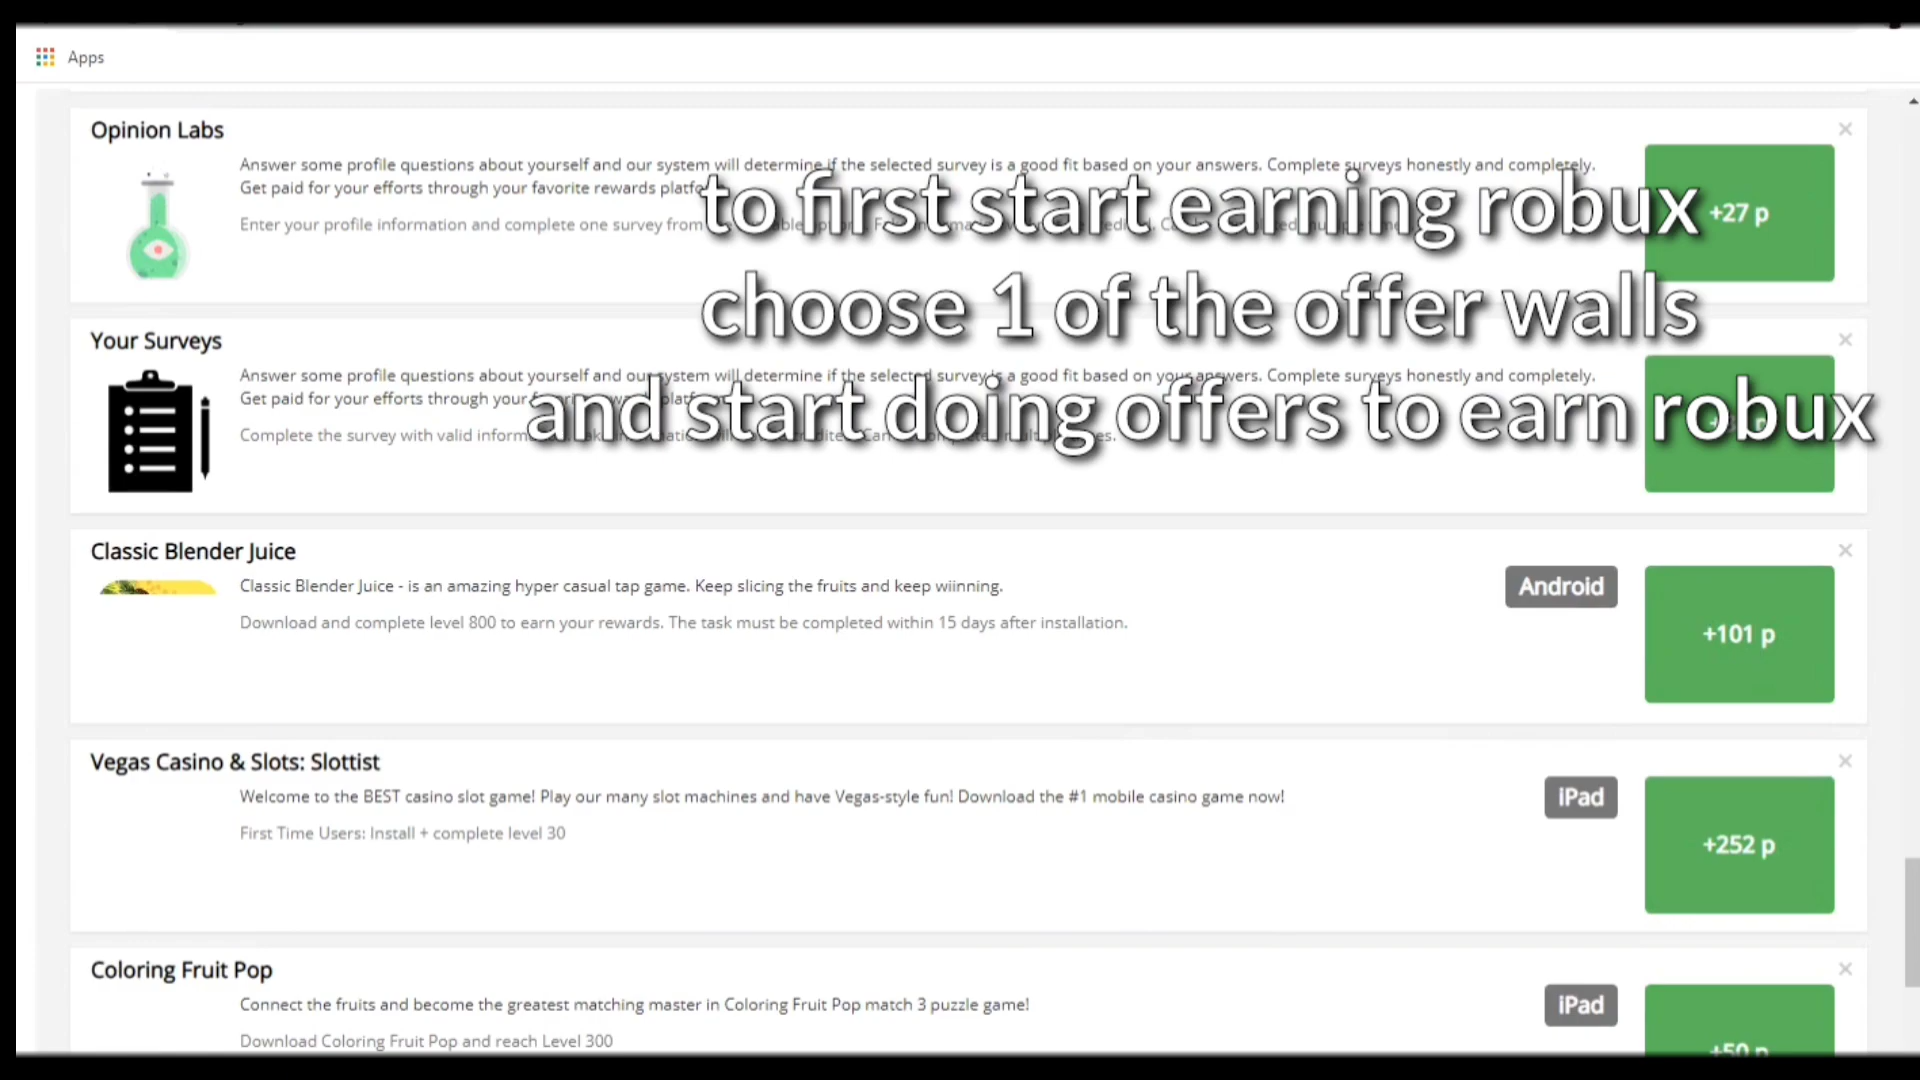 Apps
Opinion Labs
Answer some profile questions about yourself and our system will determine if the selected survey is a good fit based on your answers. Complete surveys honestly and completely.
Get paid for your efforts through your favorite rewards
Enter your profile information and complete one survey from
to first start earning robux
+27 p
choose 1 of the offer walls
Your Surveys
Answer some profile questions about yourself and our system will determine if the selected survey is a good fit based on your answers. Complete surveys honestly and completely.
Get paid for your efforts through your
and start doing offers to earn robux
Complete the survey with valid
Classic Blender Juice
Classic Blender Juice - is an amazing hyper casual tap game. Keep slicing the fruits and keep wiinning.
Android
Download and complete level 800 to earn your rewards. The task must be completed within 15 days after installation.
+101 p
Vegas Casino & Slots: Slottist
Welcome to the BEST casino slot game! Play our many slot machines and have Vegas-style fun! Download the #1 mobile casino game now!
iPad
First Time Users: Install + complete level 30
+252 p
Coloring Fruit Pop
Connect the fruits and become the greatest matching master in Coloring Fruit Pop match 3 puzzle game!
iPad
Download Coloring Fruit Pop and reach Level 300
+50 p